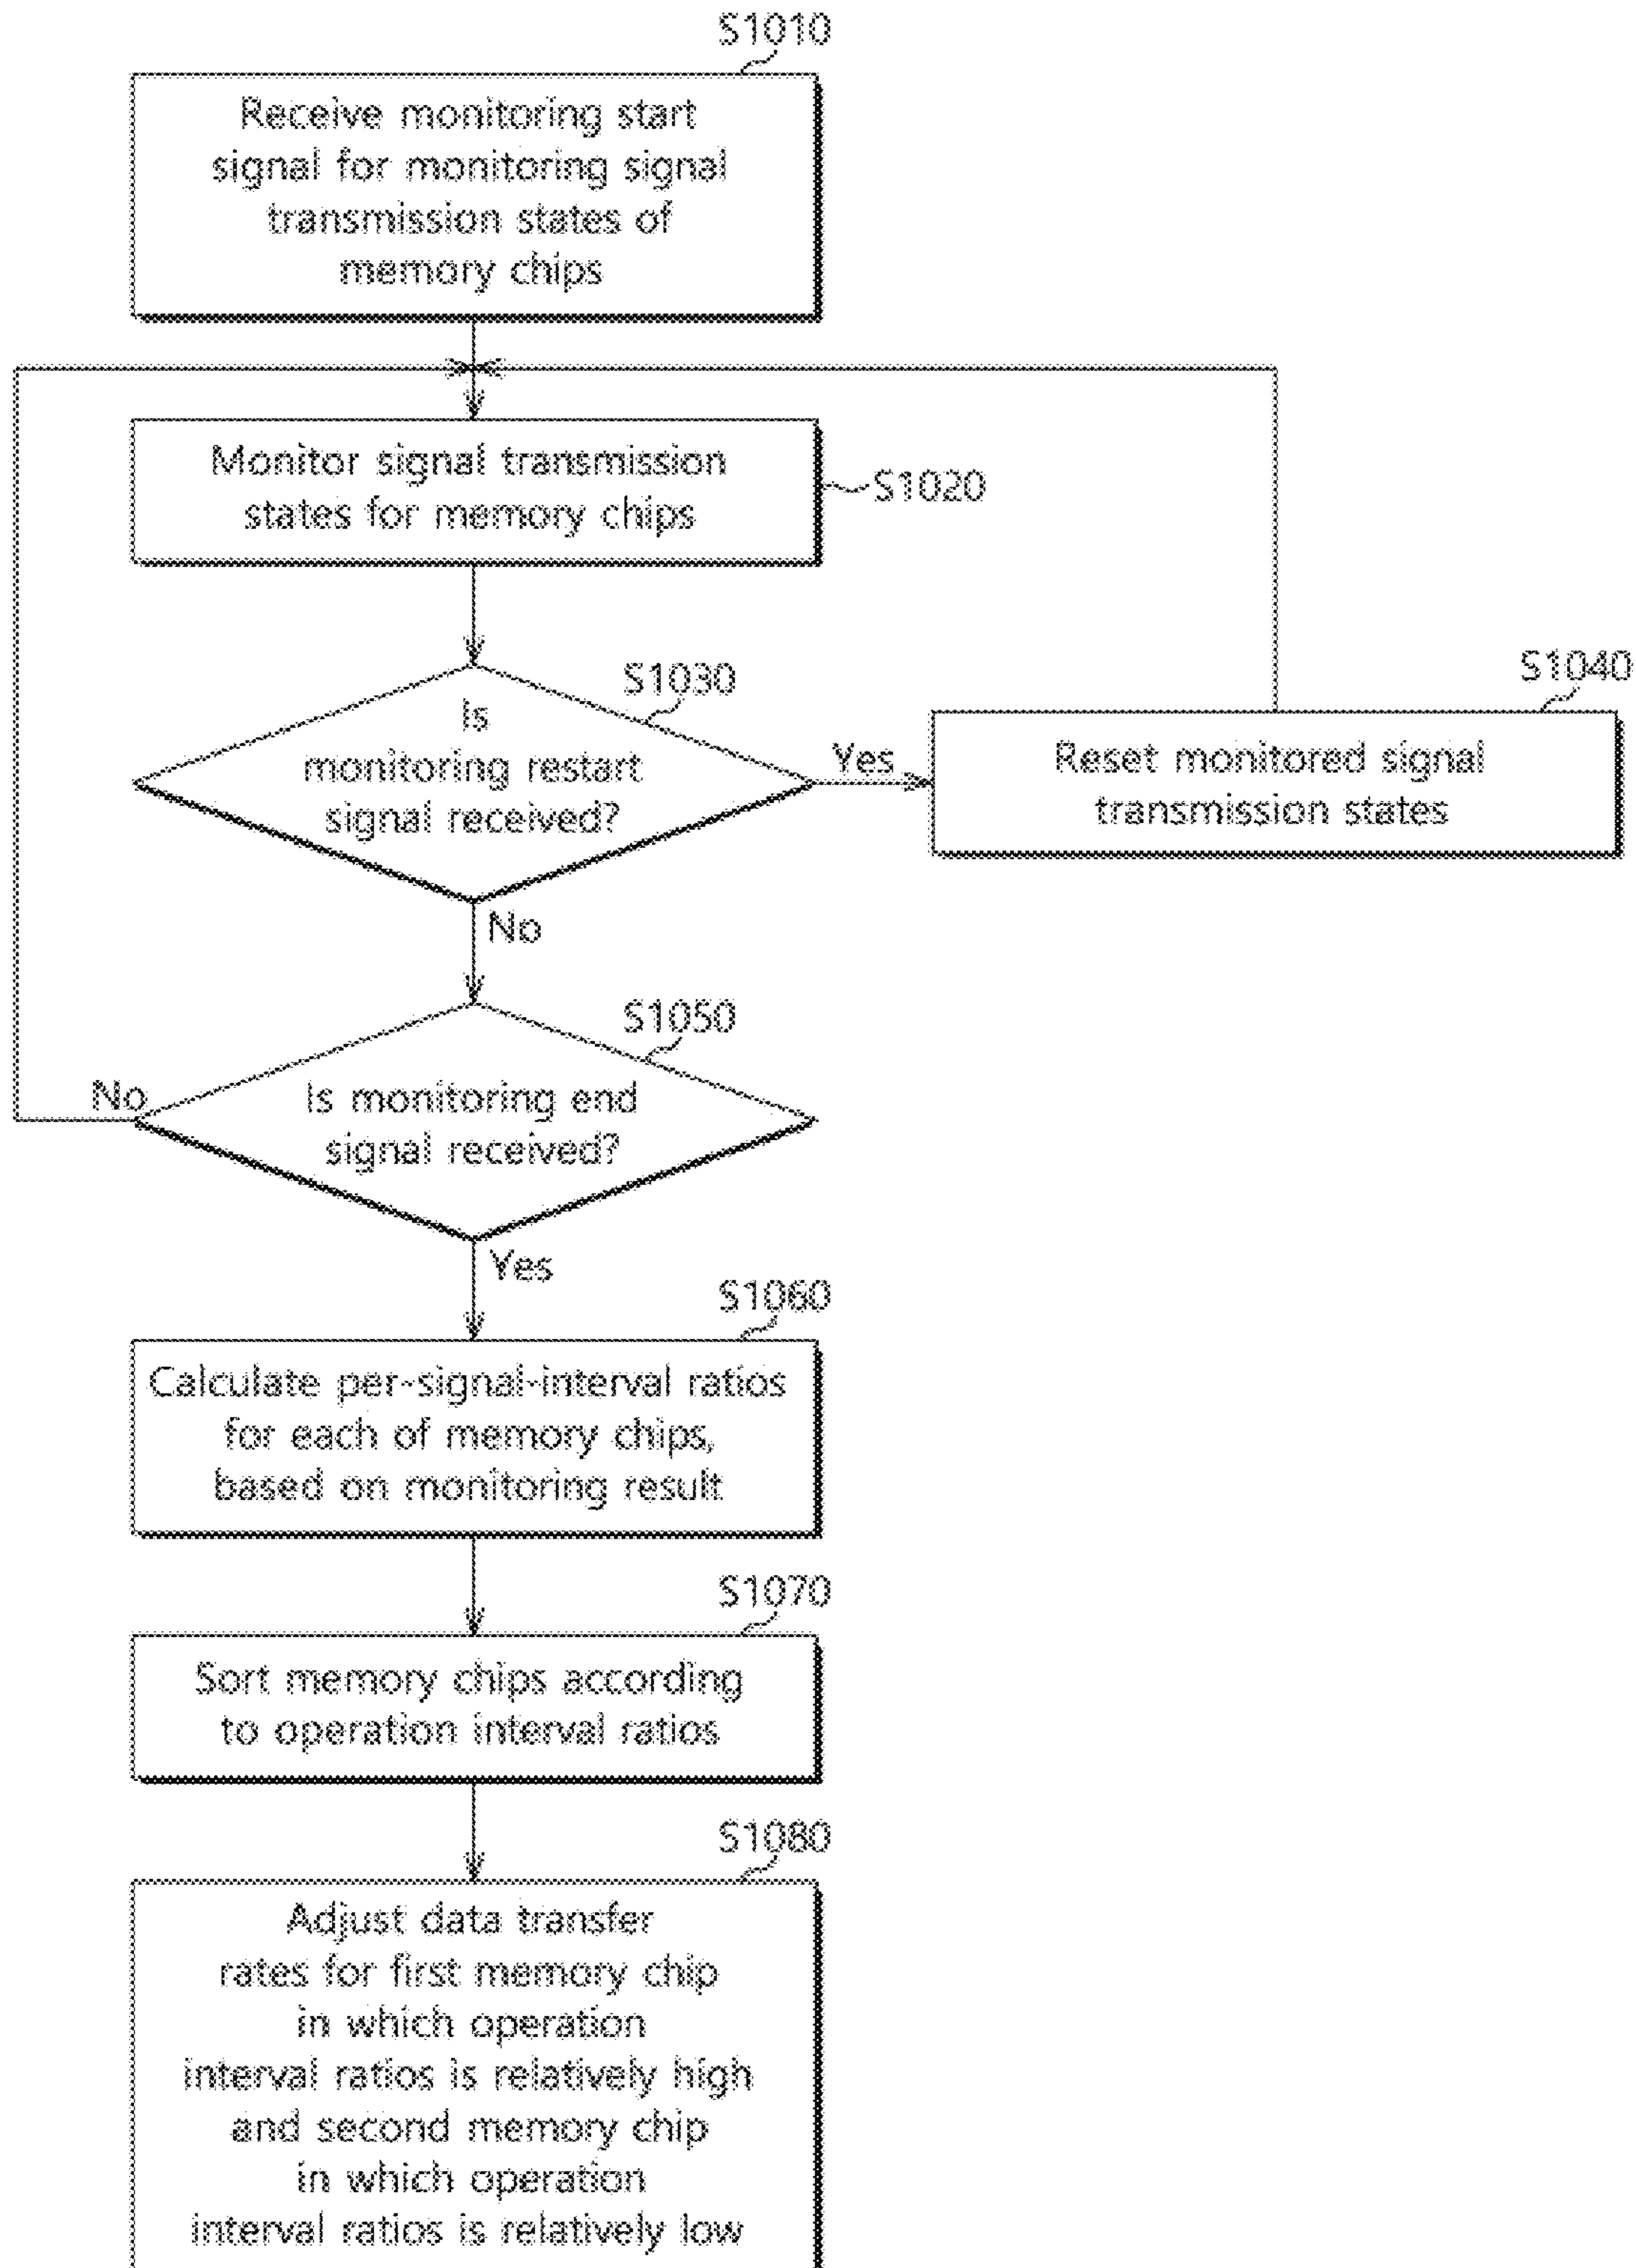 S1010
Receive monitoring start
signal for monitoring signal
transmission states of
memory chips
Monitor signal transmission
states for memory chips
S1020
S1030
Is
monitoring restart
signal received?
Yes
S1040
Reset monitored signal
transmission states
No
S1050
Is monitoring end
signal received?
No
Yes
S1060
Calculate per-signal-interval ratios
for each of memory chips,
based on monitoring result
S1070
Sort memory chips according
to operation interval ratios
S1080
Adjust data transfer
rates for first memory chip
in which operation
interval ratios is relatively high
and second memory chip
in which operation
interval ratios is relatively low